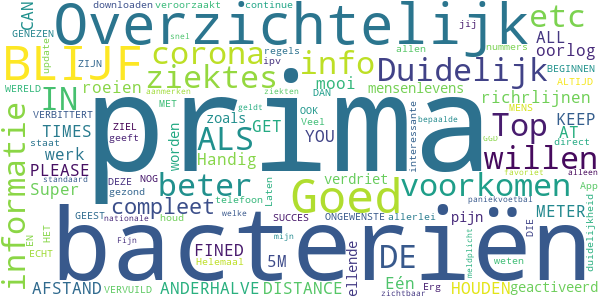 downloaden veroorzaakt continue
Overzichtelijk etc
CAN GENEZEN update snel regels ipv allen jij nummers
BLIJF corona info ALL oorlog
ZIJN ziektes mooi Duidelijk BEGINNEN
WERELD roeien aanmerken ziekten DAN mensenlevens ALTIJD
IN MET geldt OOK richrlijnen MENS
VERBITTERT prima bepaalde
informatie TIMES ZIEL zoals Veel YOU interessante Top KEEP
staat geeft ALS GET GGD AT
PLEASE werk worden Handig favoriet willen direct alleen
standaard DEZE NOG beter verdriet App
Super gezond telefoon Laten Goed paniekvoetbal voorkomen
GEEST compleet welke pijn METER DIE duidelijkheid
EN HET nationale houd SUCCES ONGEWENSTE allerlei
Fijn bacteriën meldplicht
FINED mijn DE Eén weten
ECHT Helemaal 5M ellende zichtbaar Erg HOUDEN
AFSTAND VERVUILD ANDERHALVE DISTANCE geactiveerd